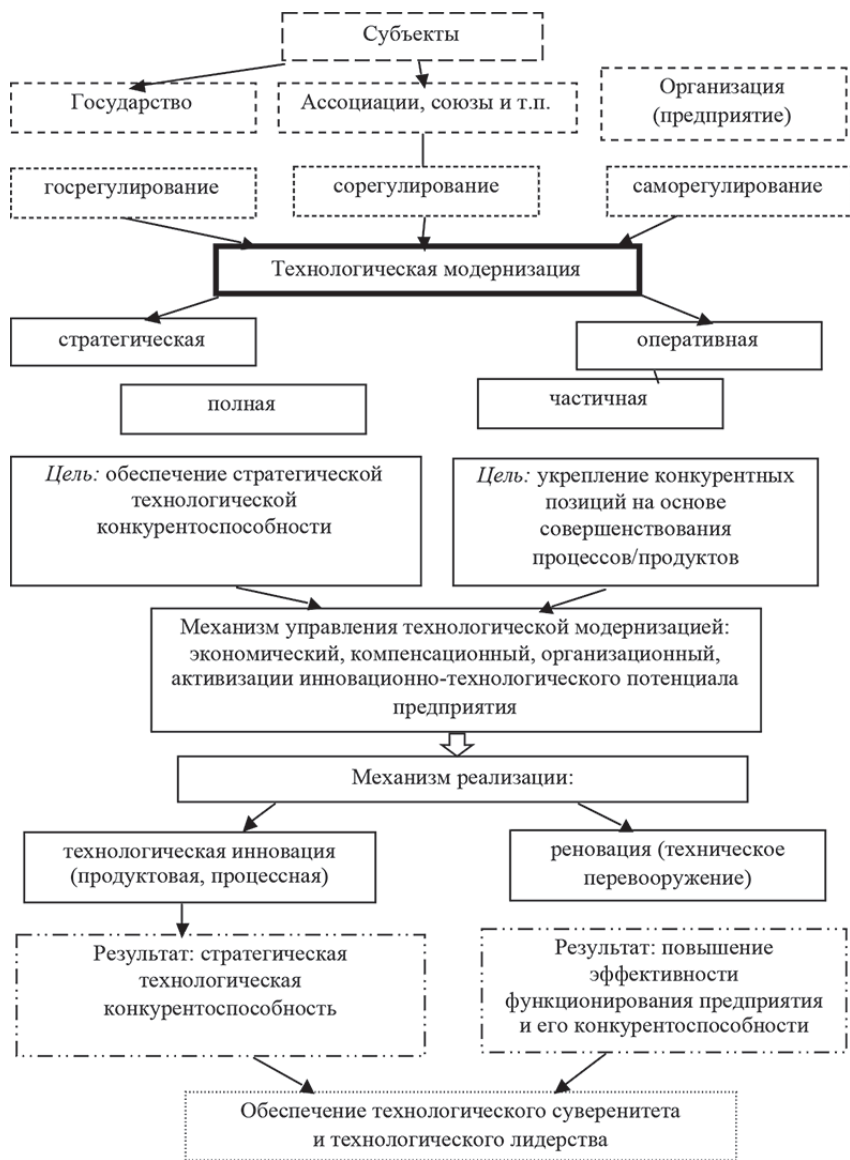 Субъекты
Государство
Ассоциации, союзы и т.п.
Организация
(предприятие)
госрегулирование
сорегулирование
саморегулирование
Технологическая модернизация
стратегическая
оперативная
полная
частичная
Цель: обеспечение стратегической
технологической
конкурентоспособности
Цель: укрепление конкурентных
позиций на основе
совершенствования
процессов/продуктов
Механизм управления технологической модернизацией:
экономический, компенсационный, организационный,
активизации инновационно-технологического потенциала
предприятия
Механизм реализации:
технологическая инновация
(продуктовая, процессная)
реновация (техническое
перевооружение)
Результат: стратегическая
технологическая
конкурентоспособность
Результат: повышение
эффективности
функционирования предприятия
и его конкурентоспособности
Обеспечение технологического суверенитета
и технологического лидерства